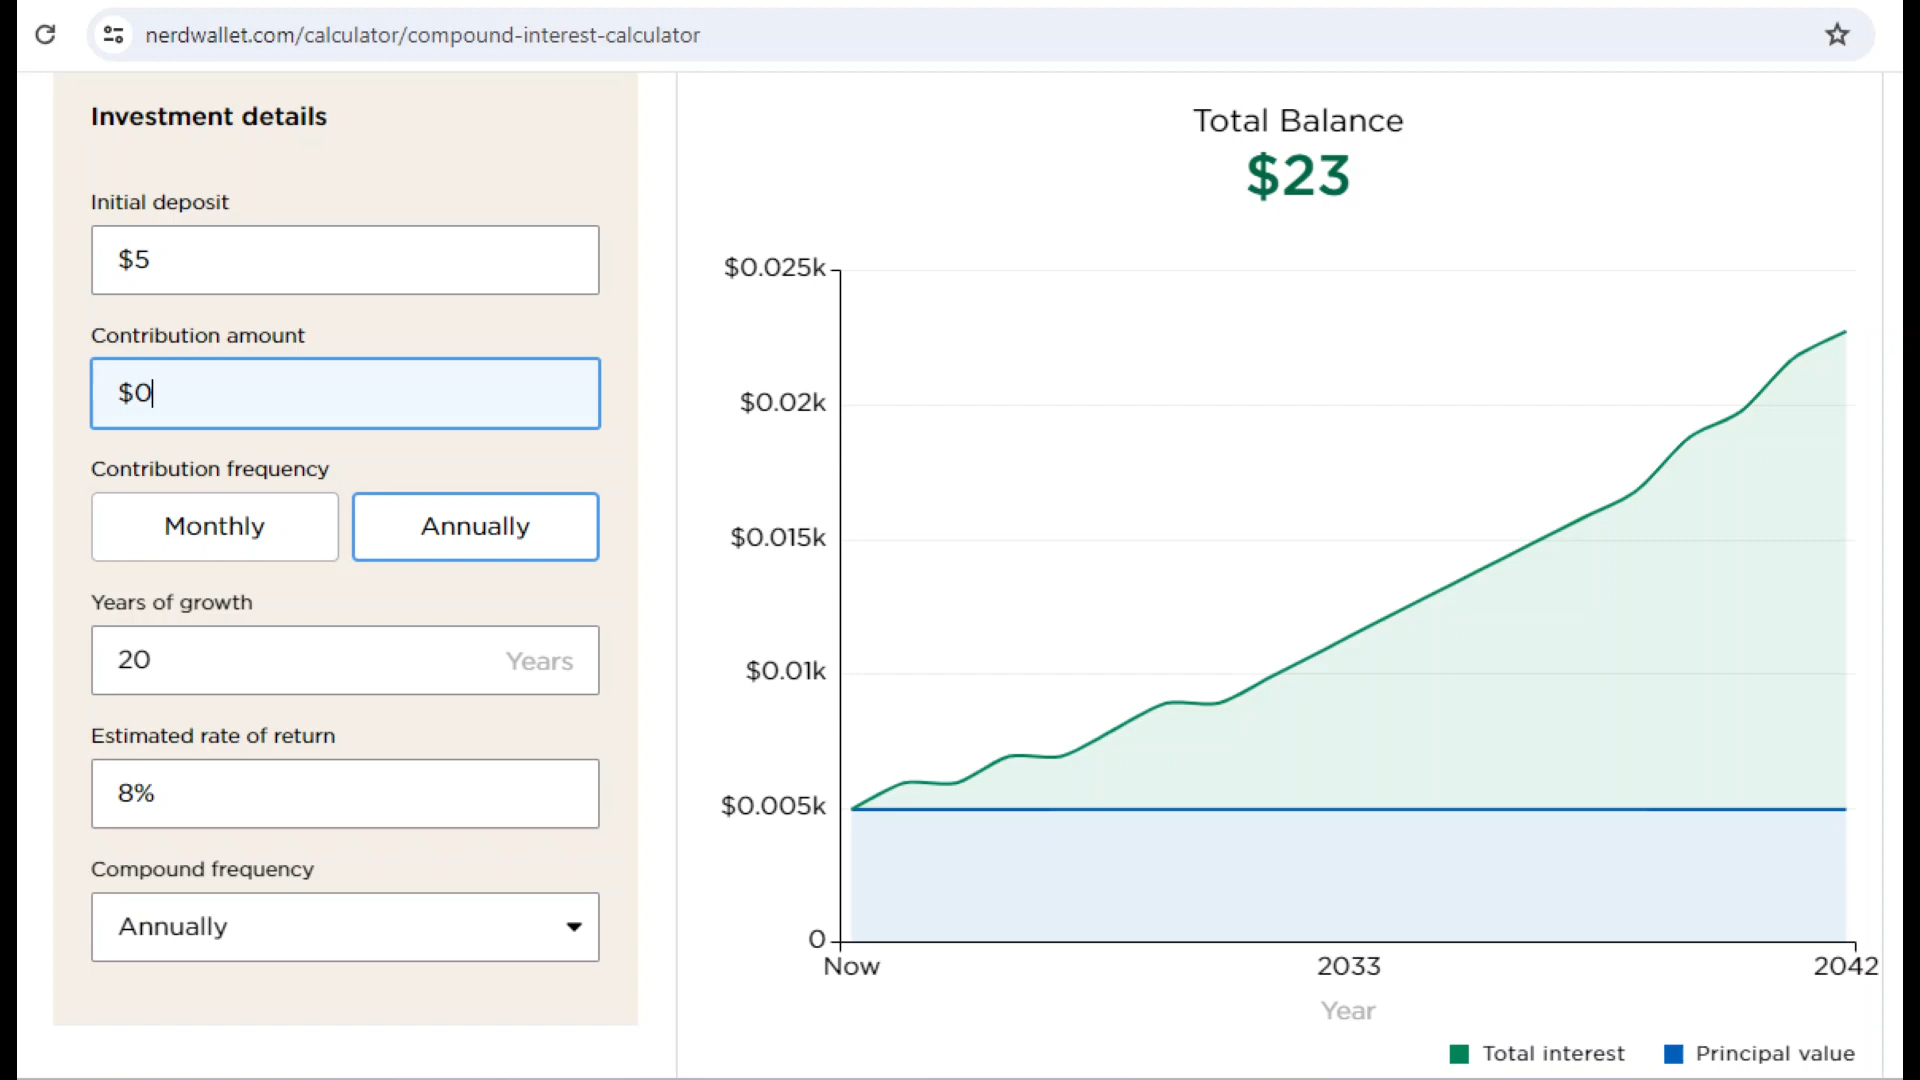 nerdwallet.com/calculator/compound-interest-calculator
Investment details
Initial deposit
$5
Contribution amount
$0
Contribution frequency
Monthly Annually
Years of growth
20 Years
Estimated rate of return
8%
Compound frequency
Annually
Total Balance
$23
$0.025k
$0.02k
$0.015k
$0.01k
$0.005k
0
Now 2033 2042
Year
Total interest Principal value